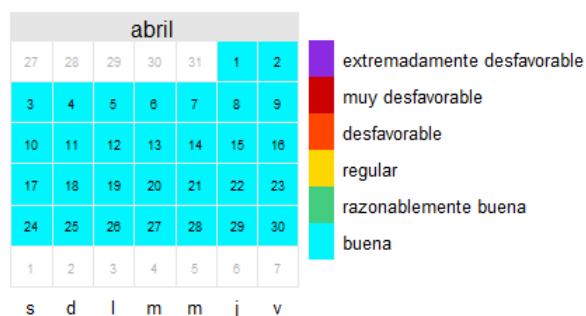 abril
27 28 29 30 31 1 2
3 4 5 6 7 8 9
10 11 12 13 14 15 16
17 18 19 20 21 22 23
24 25 26 27 28 29 30
1 2 3 4 5 6 7
s d l m m j v
extremadamente desfavorable
muy desfavorable
desfavorable
regular
razonablemente buena
buena